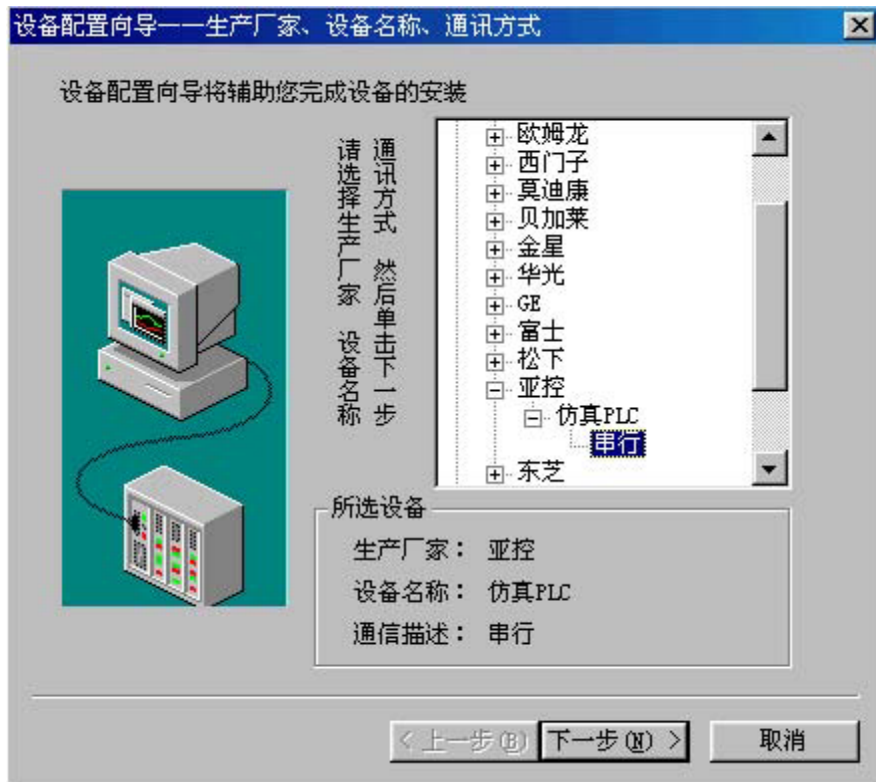 设备配置向导——生产厂家、设备名称、通讯方式
设备配置向导将辅助您完成设备的安装
请选择生产厂家 设备名称
通讯方式 然后单击下一步
欧姆龙
西门子
莫迪康
贝加莱
金星
华光
GE
富士
松下
亚控
仿真PLC
串行
东芝
所选设备
生产厂家： 亚控
设备名称： 仿真PLC
通信描述： 串行
< 上一步(B)
下一步(N) >
取消